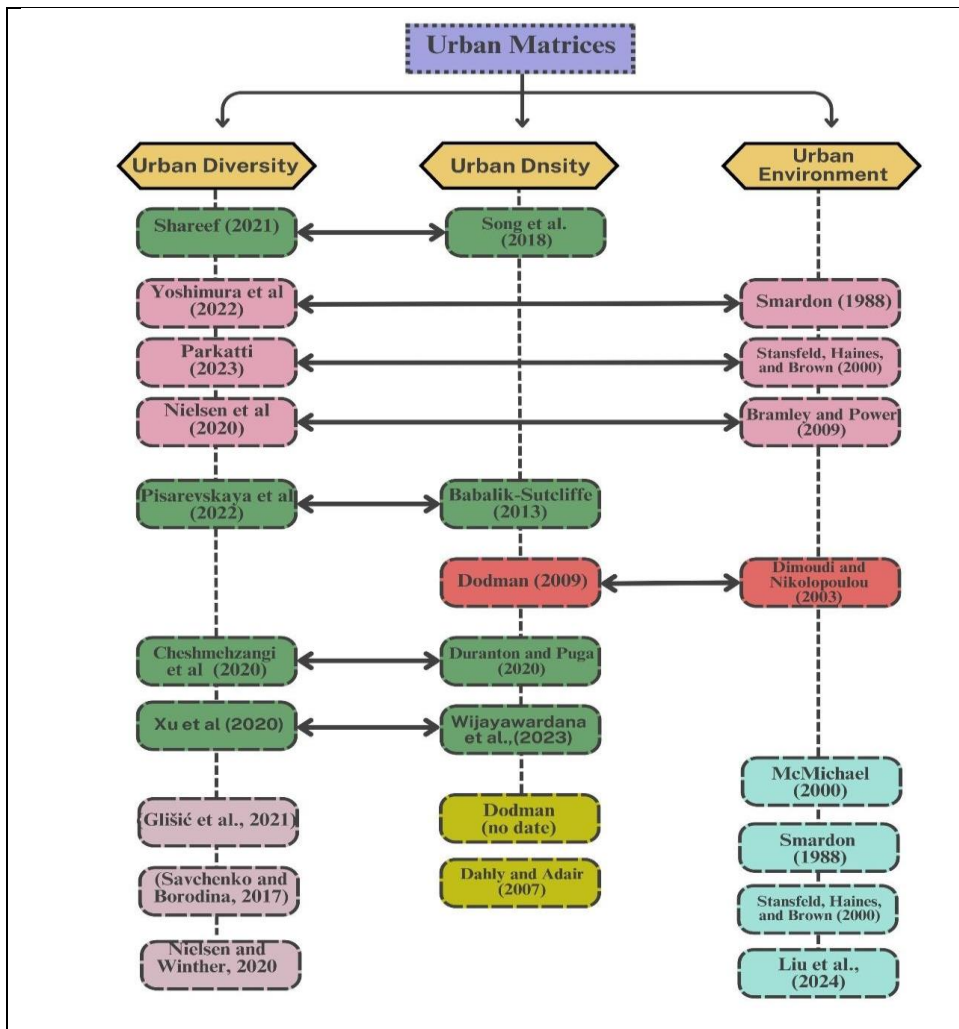 Urban Matrices
Urban Diversity
Urban Dnsity
Urban
Environment
Shareef (2021)
Song et al.
(2018)
Yoshimura et al
(2022)
Smardon (1988)
Parkatti
(2023)
Stansfeld, Haines,
and Brown (2000)
Nielsen et al
(2020)
Bramley and Power
(2009)
Pisarevskaya et al
(2022)
Babalik-Sutcliffe
(2013)
Dodman (2009)
Dimoudi and
Nikolopoulou
(2003)
Cheshmehzangi
et al (2020)
Duranton and Puga
(2020)
Xu et al (2020)
Wijayawardana
et al.,(2023)
McMichael
(2000)
(Glišić et al., 2021)
Dodman
(no date)
Smardon
(1988)
(Savchenko and
Borodina, 2017)
Dahly and Adair
(2007)
Stansfeld, Haines,
and Brown (2000)
Nielsen and
Winther, 2020
Liu et al.,
(2024)